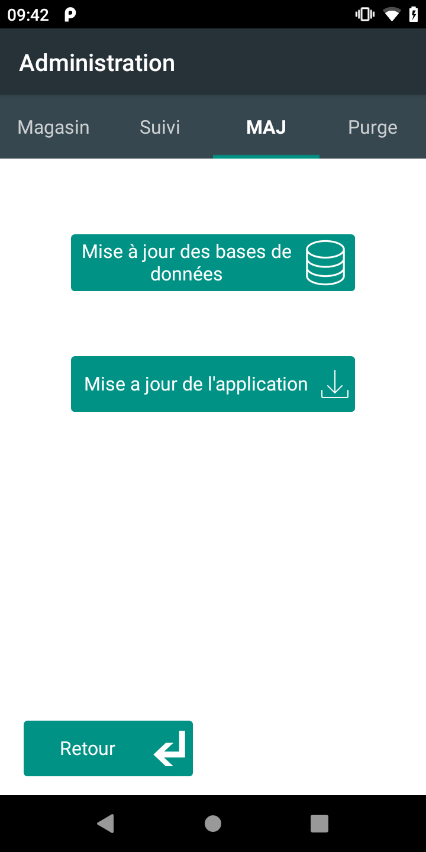 09:42
Administration
Magasin Suivi MAJ Purge
Mise à jour des bases de
données
Mise a jour de l'application
Retour